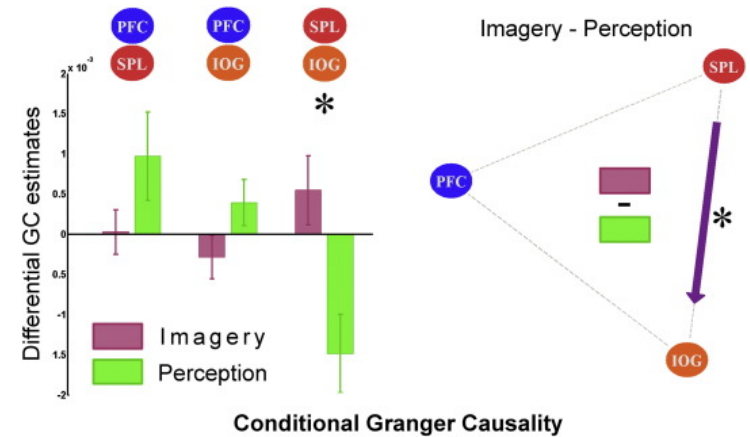 PFC PFC SPL
SPL IOG IOG
2 x 10⁻³
1.5
1
0.5
0
0.5
-1
1.5
-2
Differential GC estimates
*
Imagery
Perception
Imagery - Perception
SPL
PFC
-
*
IOG
Conditional Granger Causality